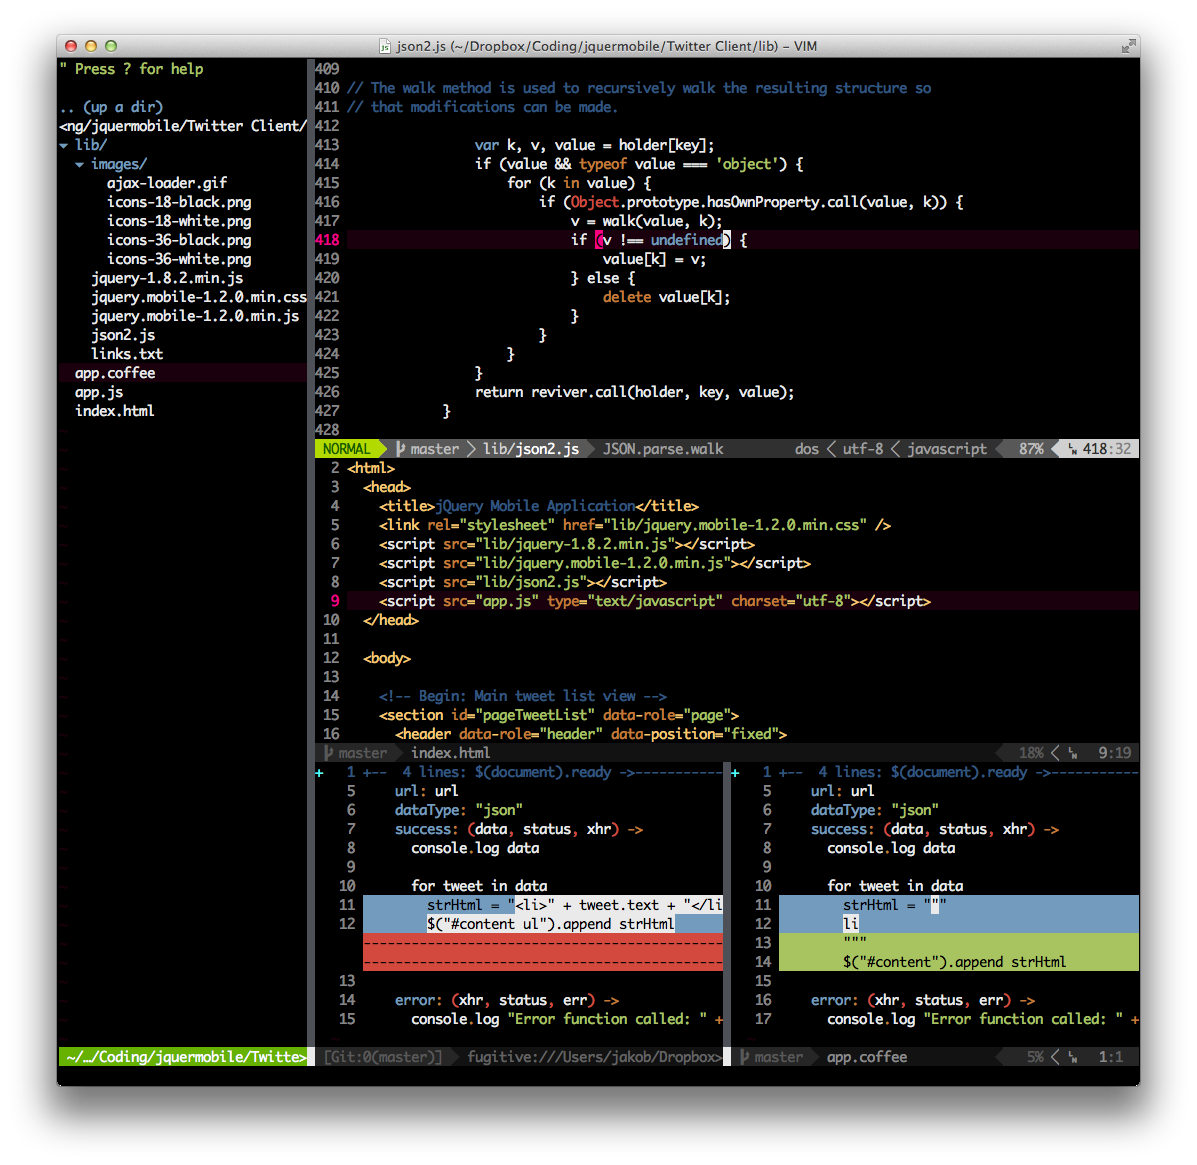 json2.js (~/Dropbox/Coding/jquermobile/Twitter Client/lib) – VIM
" Press ? for help
.. (up a dir)
<ng/jquermobile/Twitter Client/
▾ lib/
▾ images/
ajax-loader.gif
icons-18-black.png
icons-18-white.png
icons-36-black.png
icons-36-white.png
jquery-1.8.2.min.js
jquery.mobile-1.2.0.min.css
jquery.mobile-1.2.0.min.js
json2.js
links.txt
app.coffee
app.js
index.html
~/…/Coding/jquermobile/Twitte>
409
410 // The walk method is used to recursively walk the resulting structure so
411 // that modifications can be made.
412
413 var k, v, value = holder[key];
414 if (value && typeof value === 'object') {
415 for (k in value) {
416 if (Object.prototype.hasOwnProperty.call(value, k)) {
417 v = walk(value, k);
418 if (v !== undefined) {
419 value[k] = v;
420 } else {
421 delete value[k];
422 }
423 }
424 }
425 }
426 return reviver.call(holder, key, value);
427 }
428
NORMAL master lib/json2.js JSON.parse.walk dos utf-8 javascript 87% 418:32
2 <html>
3 <head>
4 <title>jQuery Mobile Application</title>
5 <link rel="stylesheet" href="lib/jquery.mobile-1.2.0.min.css" />
6 <script src="lib/jquery-1.8.2.min.js"></script>
7 <script src="lib/jquery.mobile-1.2.0.min.js"></script>
8 <script src="lib/json2.js"></script>
9 <script src="app.js" type="text/javascript" charset="utf-8"></script>
10 </head>
11
12 <body>
13
14 <!-- Begin: Main tweet list view -->
15 <section id="pageTweetList" data-role="page">
16 <header data-role="header" data-position="fixed">
master index.html 18% 9:19
+ 1 +-- 4 lines: $(document).ready ->-----------
5 url: url
6 dataType: "json"
7 success: (data, status, xhr) ->
8 console.log data
9
10 for tweet in data
11 strHtml = "<li>" + tweet.text + "</li
12 $("#content ul").append strHtml
---------------------------------------------
---------------------------------------------
13
14 error: (xhr, status, err) ->
15 console.log "Error function called: " +
[Git:0(master)] fugitive:///Users/jakob/Dropbox>
+ 1 +-- 4 lines: $(document).ready ->-----------
5 url: url
6 dataType: "json"
7 success: (data, status, xhr) ->
8 console.log data
9
10 for tweet in data
11 strHtml = """
12 li
13 """
14 $("#content").append strHtml
15
16 error: (xhr, status, err) ->
17 console.log "Error function called: " +
master app.coffee 5% 1:1